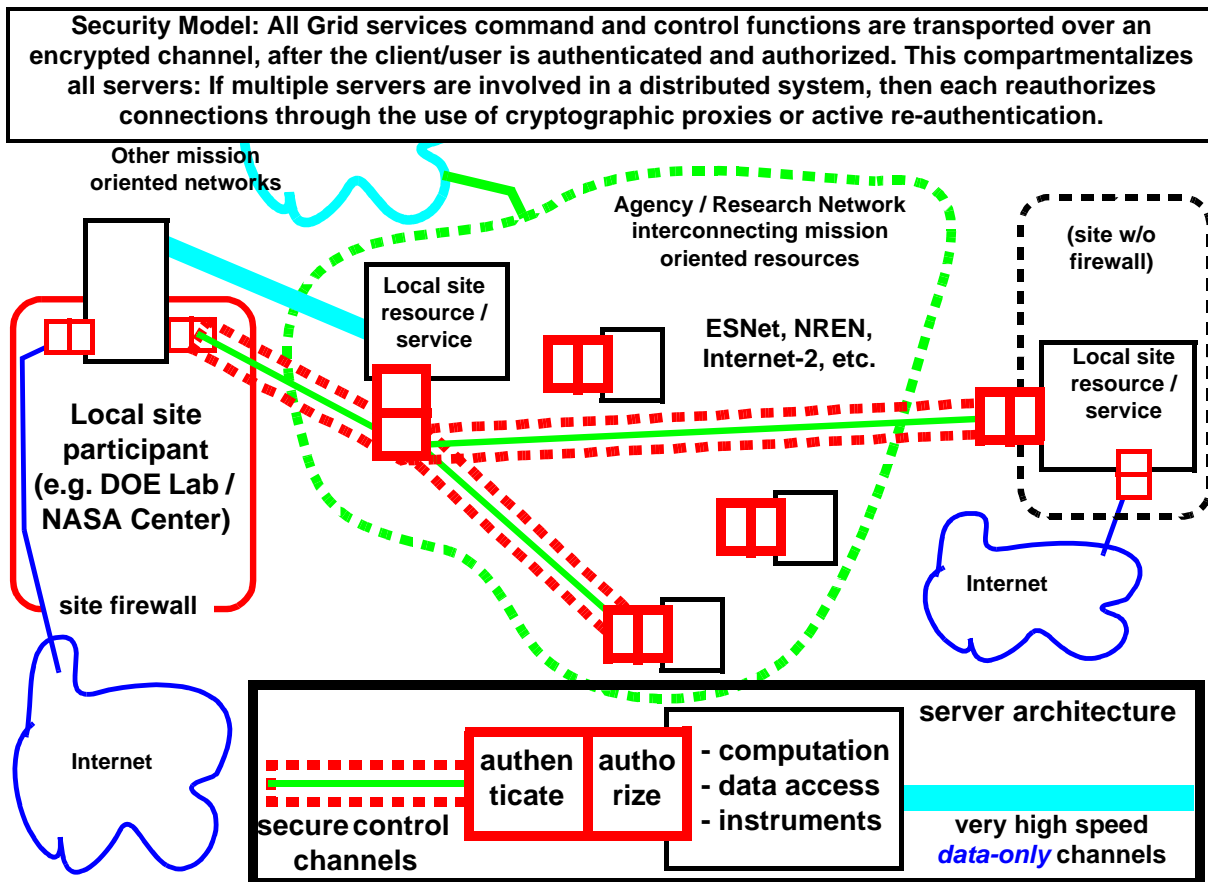 Security Model: All Grid services command and control functions are transported over an
encrypted channel, after the client/user is authenticated and authorized. This compartmentalizes
all servers: If multiple servers are involved in a distributed system, then each reauthorizes
connections through the use of cryptographic proxies or active re-authentication.
Other mission
oriented networks
Agency / Research Network
interconnecting mission
oriented resources
(site w/o
firewall)
Local site
resource /
service
ESNet, NREN,
Internet-2, etc.
Local site
resource /
service
Local site
participant
(e.g. DOE Lab /
NASA Center)
site firewall
Internet
Internet
server architecture
authen
ticate
autho
rize
- computation
- data access
- instruments
secure control
channels
very high speed
data-only channels